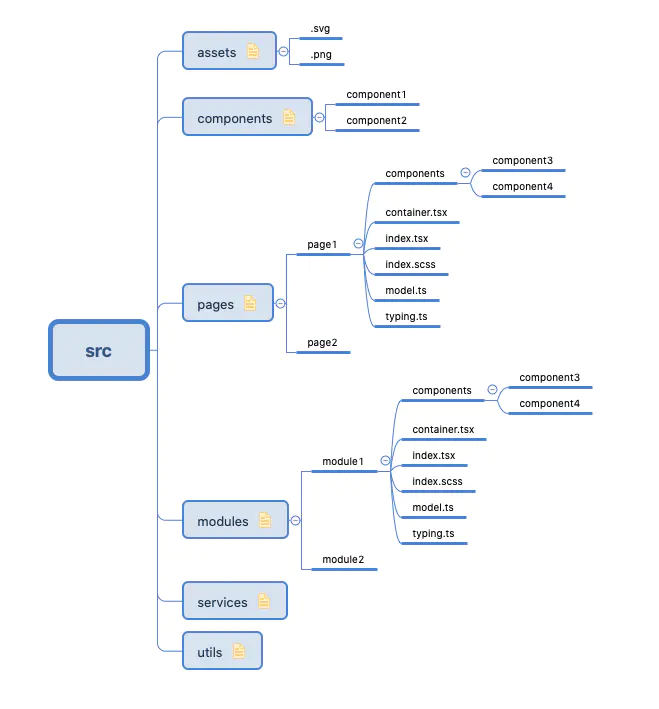 assets
.svg
.png
components
component1
component2
pages
page1
components
component3
component4
container.tsx
index.tsx
index.scss
model.ts
typing.ts
page2
src
modules
module1
components
component3
component4
container.tsx
index.tsx
index.scss
model.ts
typing.ts
module2
services
utils